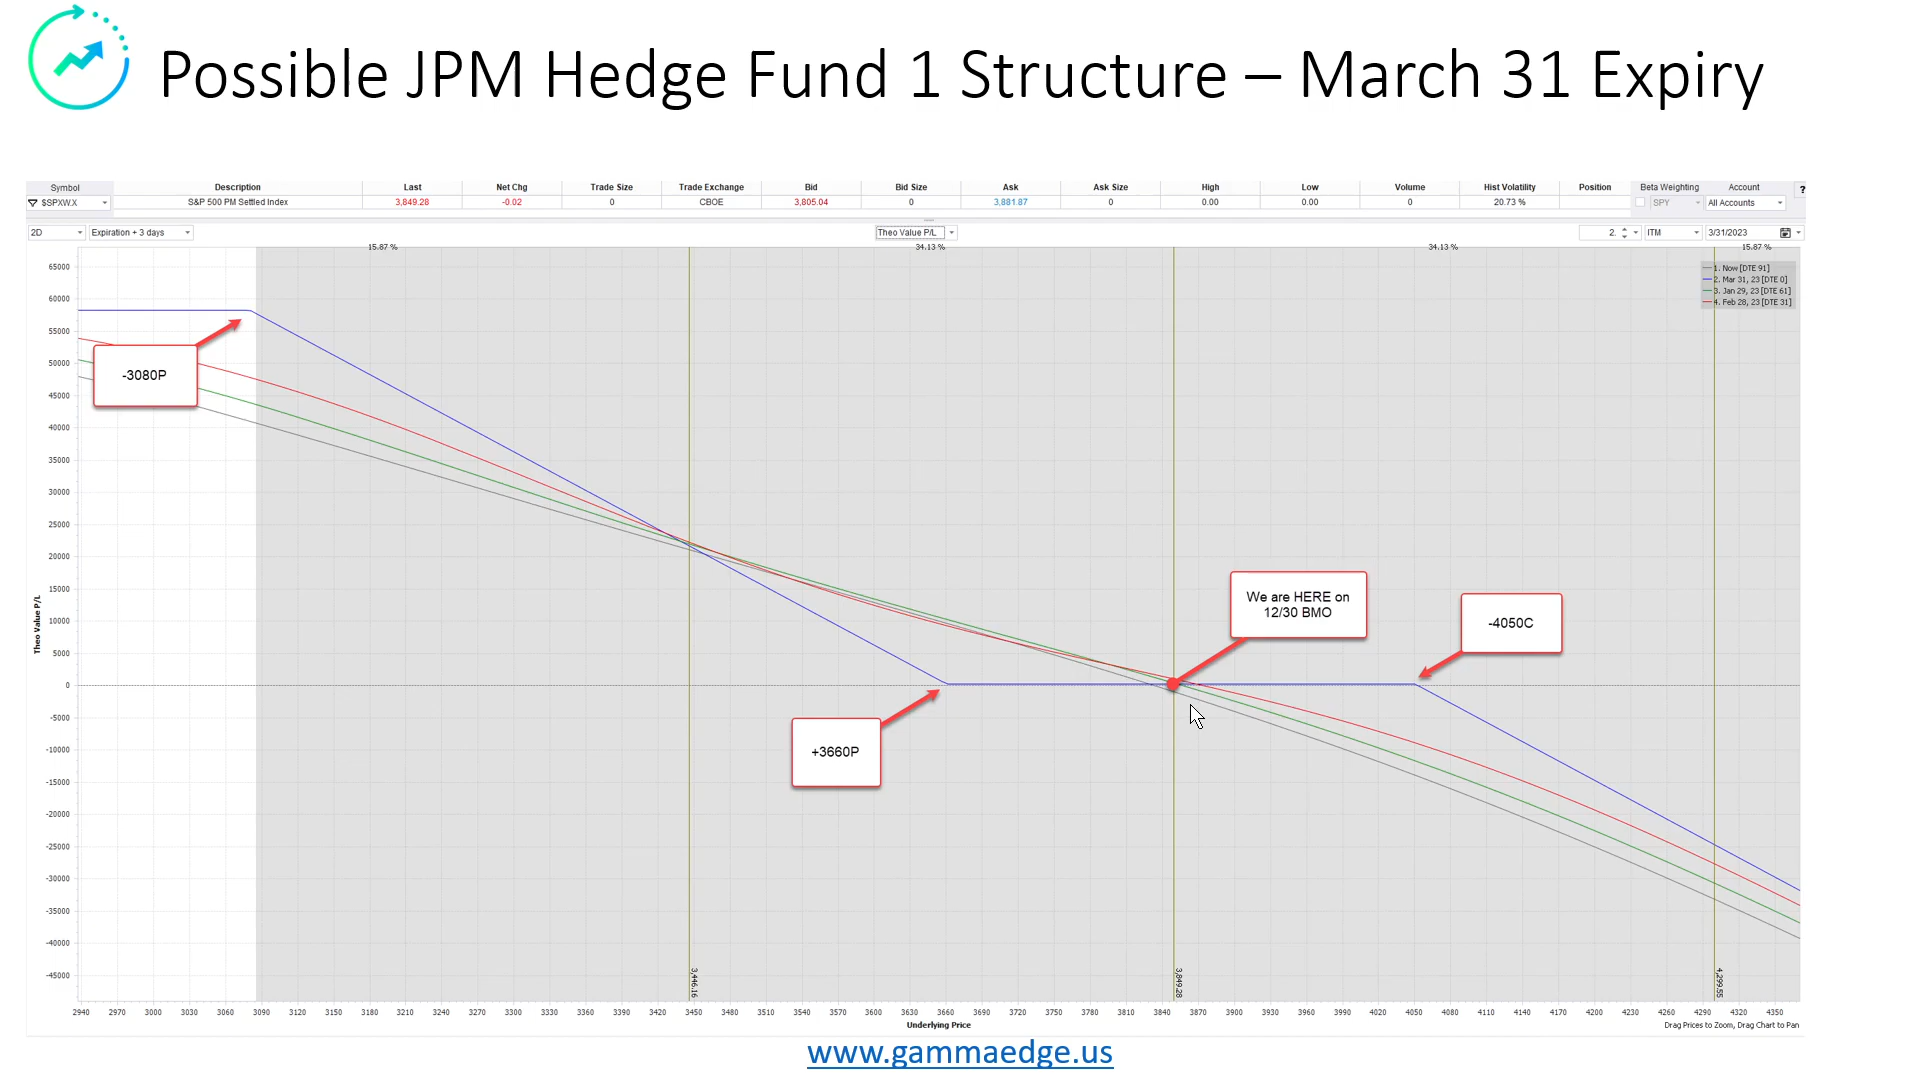 Possible JPM Hedge Fund 1 Structure – March 31 Expiry
Symbol Description Last Net Chg Trade Size Trade Exchange Bid Bid Size Ask Ask Size High Low Volume Hist Volatility Position Beta Weighting Account ?
$SPXW.X S&P 500 PM Settled Index 3,849.28 -0.02 0 CBOE 3,805.04 0 3,881.87 0 0.00 0.00 0 20.73 % SPY All Accounts
2D Expiration + 3 days Theo Value P/L 2. ITM 3/31/2023
15.87 % 34.13 % 34.13 % 15.87 %
1. Now [DTE 91]
2. Mar 31, 23 [DTE 0]
3. Jan 29, 23 [DTE 61]
4. Feb 28, 23 [DTE 31]
65000
60000
55000
50000
45000
40000
35000
30000
25000
20000
15000
10000
5000
0
-5000
-10000
-15000
-20000
-25000
-30000
-35000
-40000
-45000
Theo Value P/L
-3080P
+3660P
We are HERE on
12/30 BMO
-4050C
3,446.16
3,849.28
4,299.55
2940 2970 3000 3030 3060 3090 3120 3150 3180 3210 3240 3270 3300 3330 3360 3390 3420 3450 3480 3510 3540 3570 3600 3630 3660 3690 3720 3750 3780 3810 3840 3870 3900 3930 3960 3990 4020 4050 4080 4110 4140 4170 4200 4230 4260 4290 4320 4350
Underlying Price
Drag Prices to Zoom, Drag Chart to Pan
www.gammaedge.us